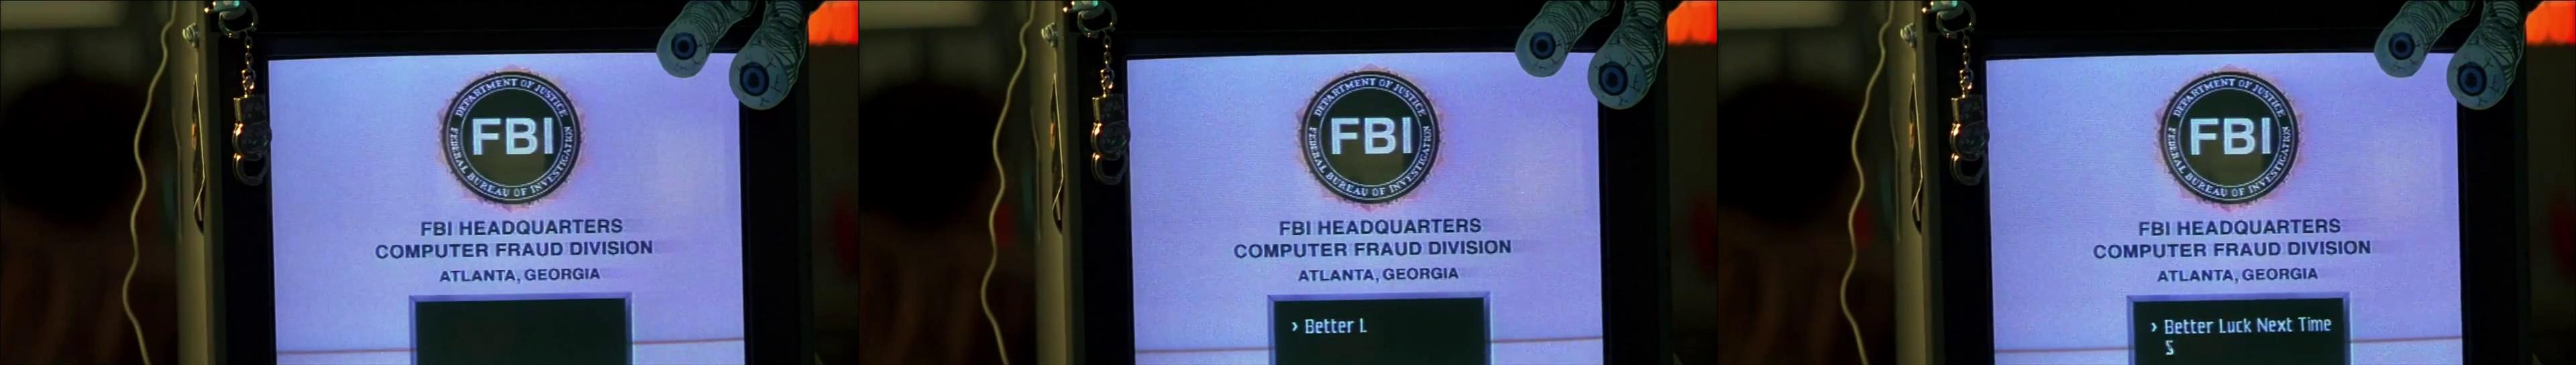 DEPARTMENT OF JUSTICE
FBI
FEDERAL BUREAU OF INVESTIGATION
FBI HEADQUARTERS
COMPUTER FRAUD DIVISION
ATLANTA, GEORGIA
DEPARTMENT OF JUSTICE
FBI
FEDERAL BUREAU OF INVESTIGATION
FBI HEADQUARTERS
COMPUTER FRAUD DIVISION
ATLANTA, GEORGIA
› Better L
DEPARTMENT OF JUSTICE
FBI
FEDERAL BUREAU OF INVESTIGATION
FBI HEADQUARTERS
COMPUTER FRAUD DIVISION
ATLANTA, GEORGIA
› Better Luck Next Time
S